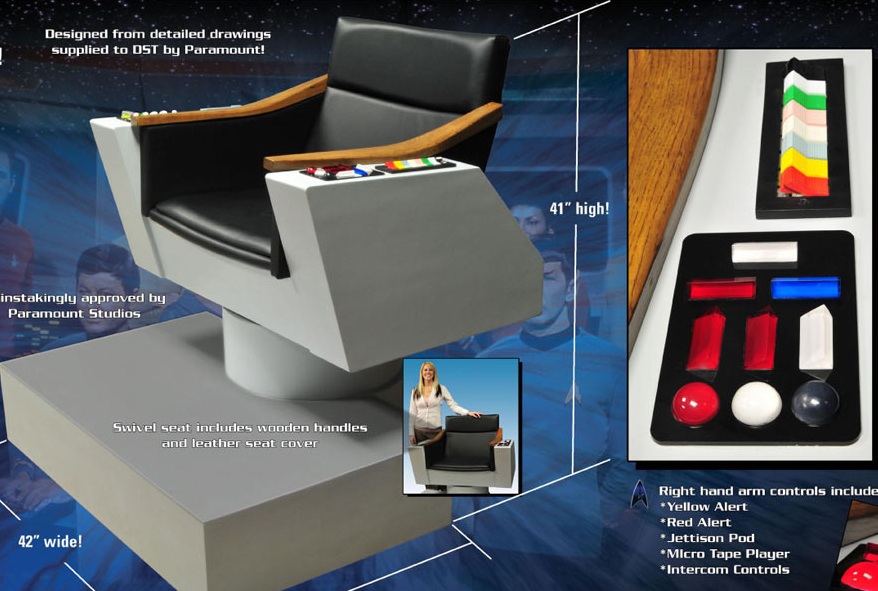 !
Designed from detailed drawings
supplied to DST by Paramount!
41” high!
instakingly approved by
Paramount Studios
Swivel seat includes wooden handles
and leather seat cover
42” wide!
Right hand arm controls include
*Yellow Alert
*Red Alert
*Jettison Pod
*Micro Tape Player
*Intercom Controls